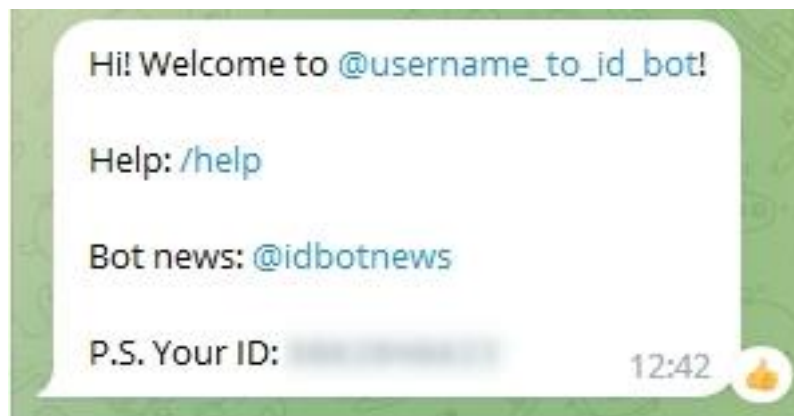 Hi! Welcome to @username_to_id_bot!
Help: /help
Bot news: @idbotnews
P.S. Your ID:
12:42